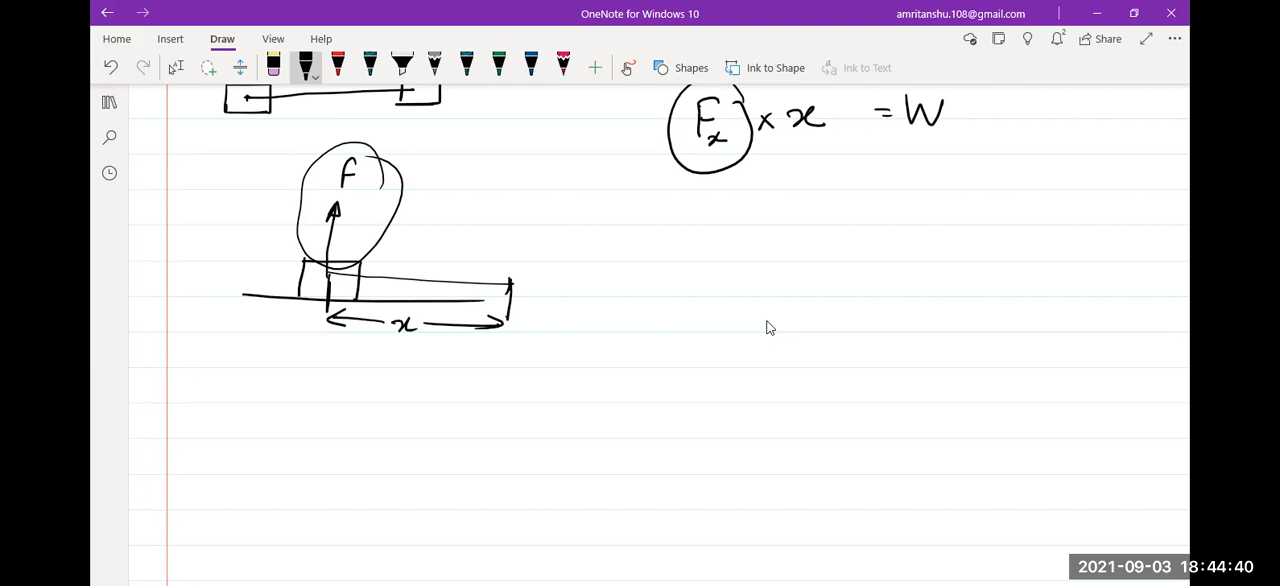 OneNote for Windows 10
amritanshu.108@gmail.com
Home Insert Draw View Help
Share
Shapes Ink to Shape Ink to Text
Fx × x = W
F
x
2021-09-03 18:44:40